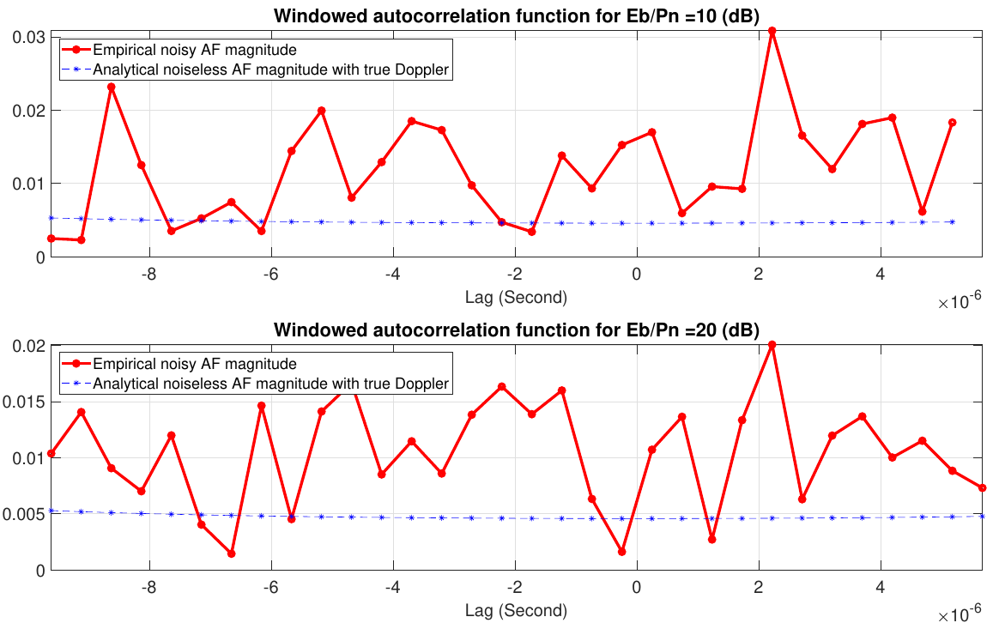 Windowed autocorrelation function for Eb/Pn =10 (dB)
0.03
Empirical noisy AF magnitude
Analytical noiseless AF magnitude with true Doppler
0.02
0.01
0
-8 -6 -4 -2 0 2 4
Lag (Second)
×10-6
Windowed autocorrelation function for Eb/Pn =20 (dB)
0.02
Empirical noisy AF magnitude
Analytical noiseless AF magnitude with true Doppler
0.015
0.01
0.005
0
-8 -6 -4 -2 0 2 4
Lag (Second)
×10-6